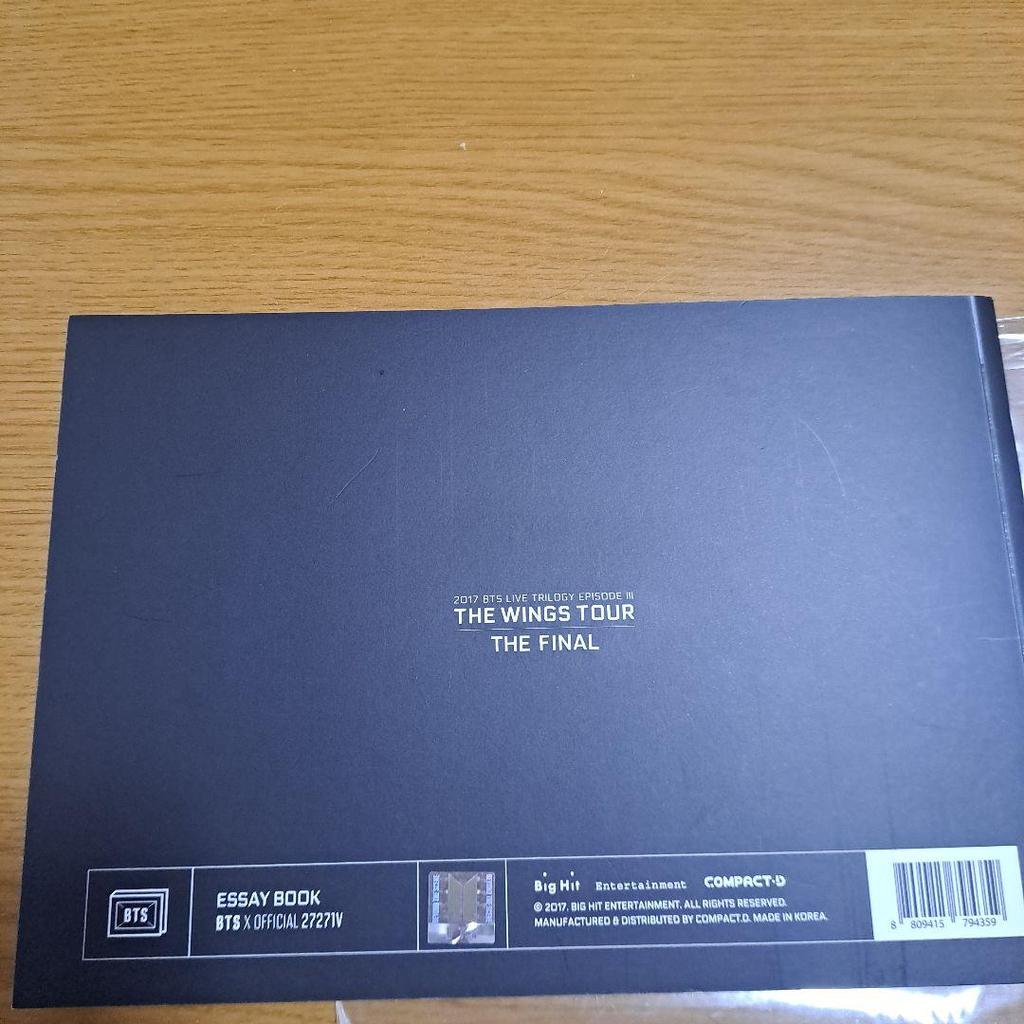 2017 BTS LIVE TRILOGY EPISODE III
THE WINGS TOUR
THE FINAL
BTS
ESSAY BOOK
BTS X OFFICIAL 27271V
Big Hit Entertainment COMPACT·D
© 2017. BIG HIT ENTERTAINMENT. ALL RIGHTS RESERVED.
MANUFACTURED & DISTRIBUTED BY COMPACT.D. MADE IN KOREA.
8 809415 794359